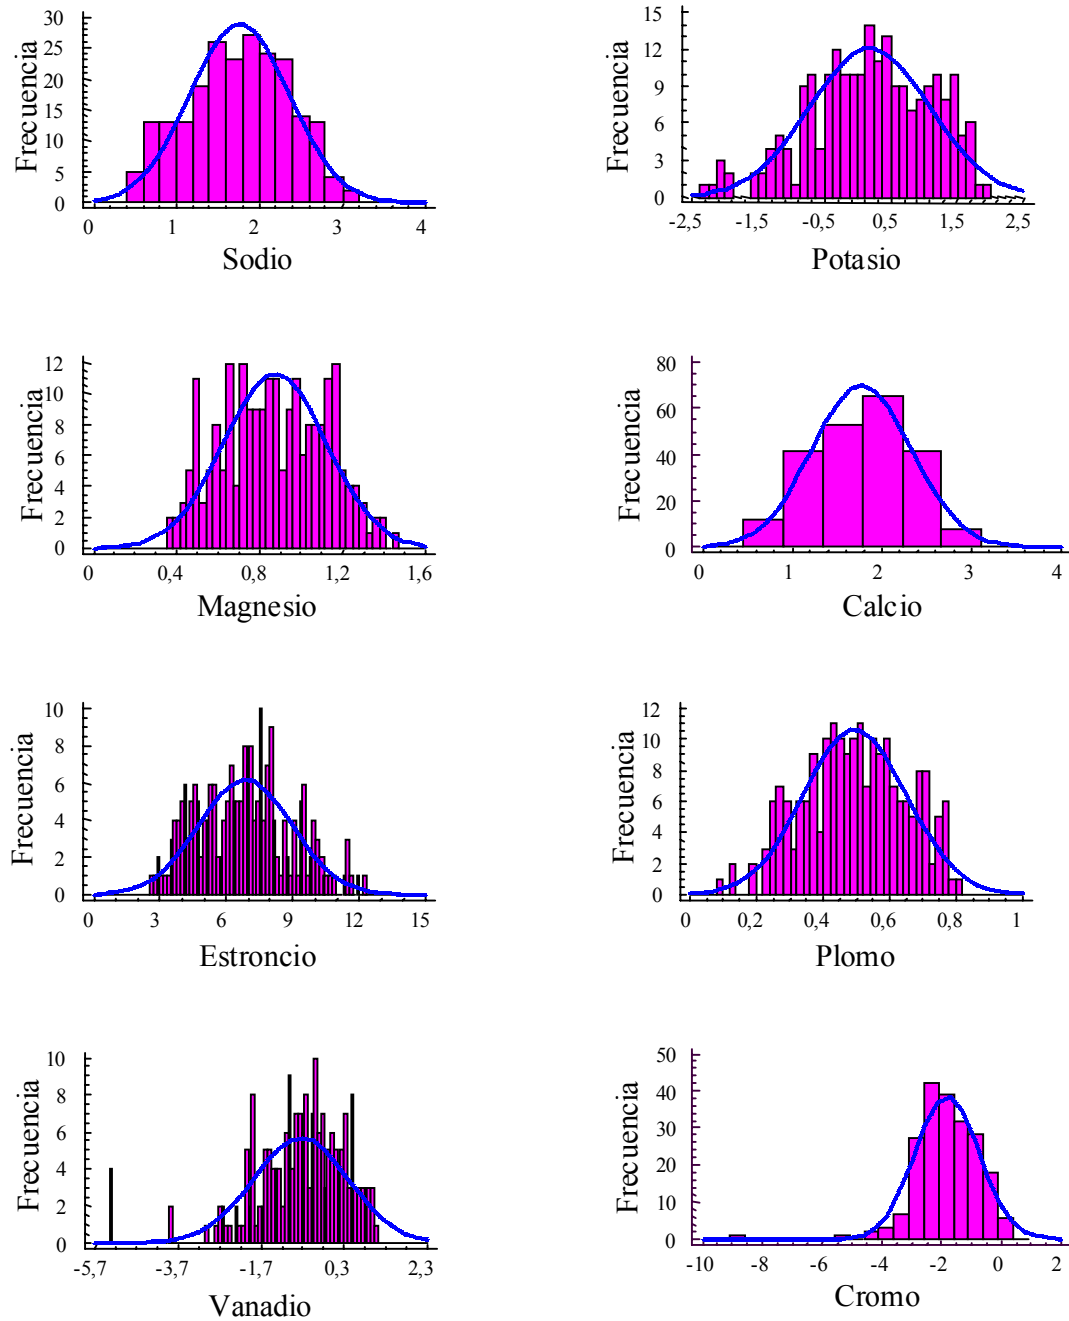 30
25
20
15
10
5
0
Frecuencia
0 1 2 3 4
Sodio
15
12
9
6
3
0
Frecuencia
-2,5 -1,5 -0,5 0,5 1,5 2,5
Potasio
12
10
8
6
4
2
0
Frecuencia
0 0,4 0,8 1,2 1,6
Magnesio
80
60
40
20
0
Frecuencia
0 1 2 3 4
Calcio
10
8
6
4
2
0
Frecuencia
0 3 6 9 12 15
Estroncio
12
10
8
6
4
2
0
Frecuencia
0 0,2 0,4 0,6 0,8 1
Plomo
10
8
6
4
2
0
Frecuencia
-5,7 -3,7 -1,7 0,3 2,3
Vanadio
50
40
30
20
10
0
Frecuencia
-10 -8 -6 -4 -2 0 2
Cromo